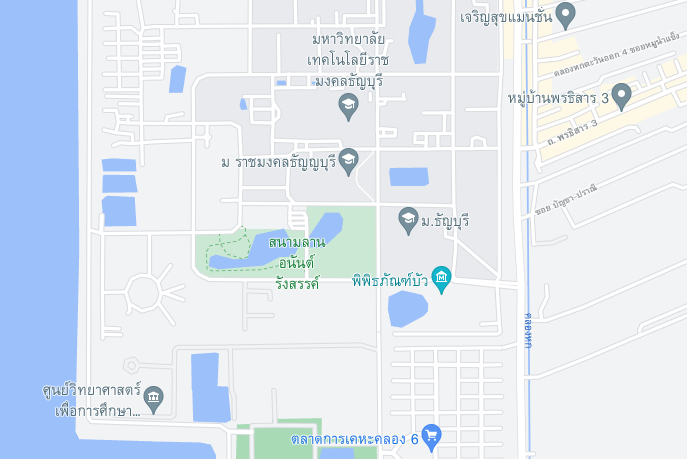 เจริญสุขแมนชั่น
มหาวิทยาลัย
เทคโนโลยีราช
มงคลธัญบุรี
คลองหกตะวันออก 4 ซอยหมู่บ้านแข็ง
หมู่บ้านพรธิสาร 3
ถ. พรธิสาร 3
ม ราชมงคลธัญญบุรี
ซอย ปัญชา-ปราณี
ม.ธัญบุรี
สนามลาน
อนันต์
รังสรรค์
พิพิธภัณฑ์บัว
คลองหก
ศูนย์วิทยาศาสตร์
เพื่อการศึกษา...
ตลาดการเคหะคลอง 6